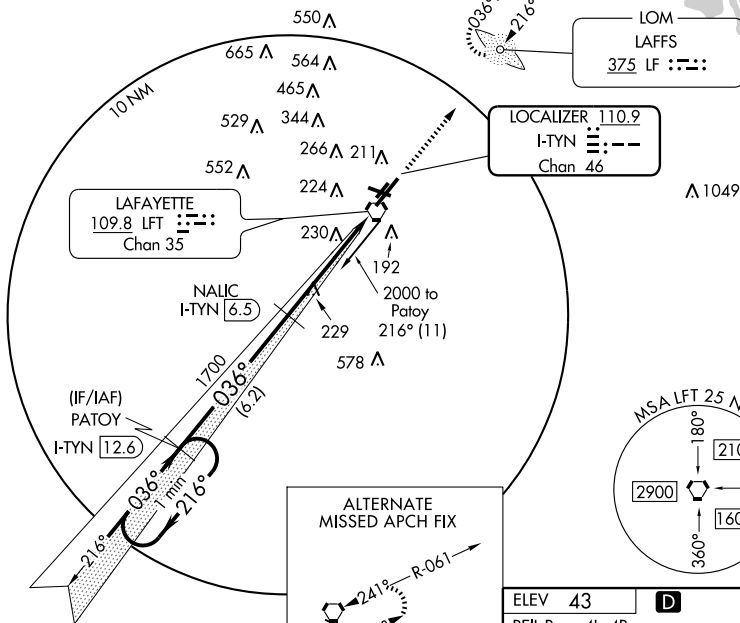 550
036°
216°
LOM
LAFFS
375 LF
665
564
10 NM
465
529
344
LOCALIZER 110.9
I-TYN
Chan 46
266
211
552
224
1049
LAFAYETTE
109.8 LFT
Chan 35
230
192
NALIC
I-TYN 6.5
2000 to
Patoy
216° (11)
229
578
1700
036°
(6.2)
(IF/IAF)
PATOY
I-TYN 12.6
036°
1 min
216°
216°
MSA LFT 25 N
180°
2900
360°
ALTERNATE
MISSED APCH FIX
241°
R-061
ELEV 43
D